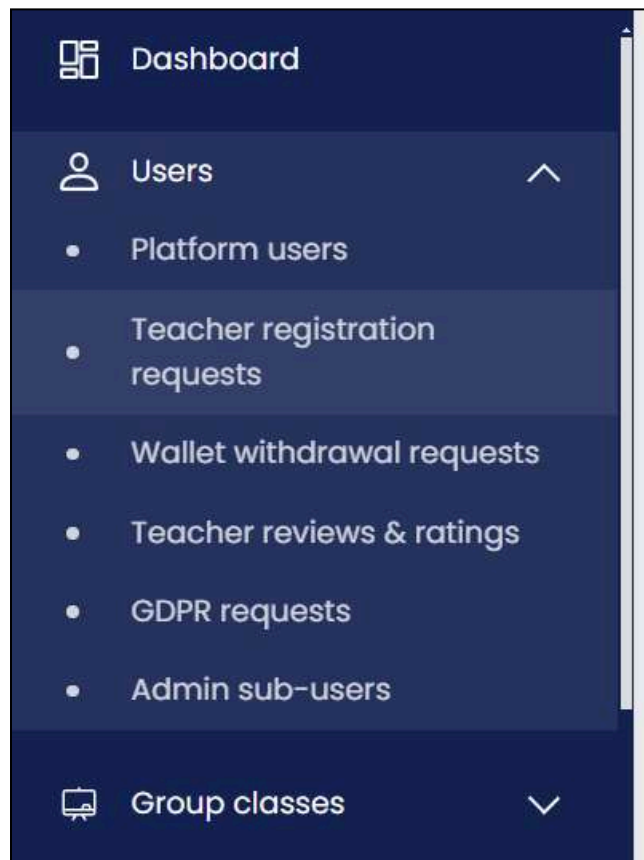 Dashboard
Users
Platform users
Teacher registration
requests
Wallet withdrawal requests
Teacher reviews & ratings
GDPR requests
Admin sub-users
Group classes